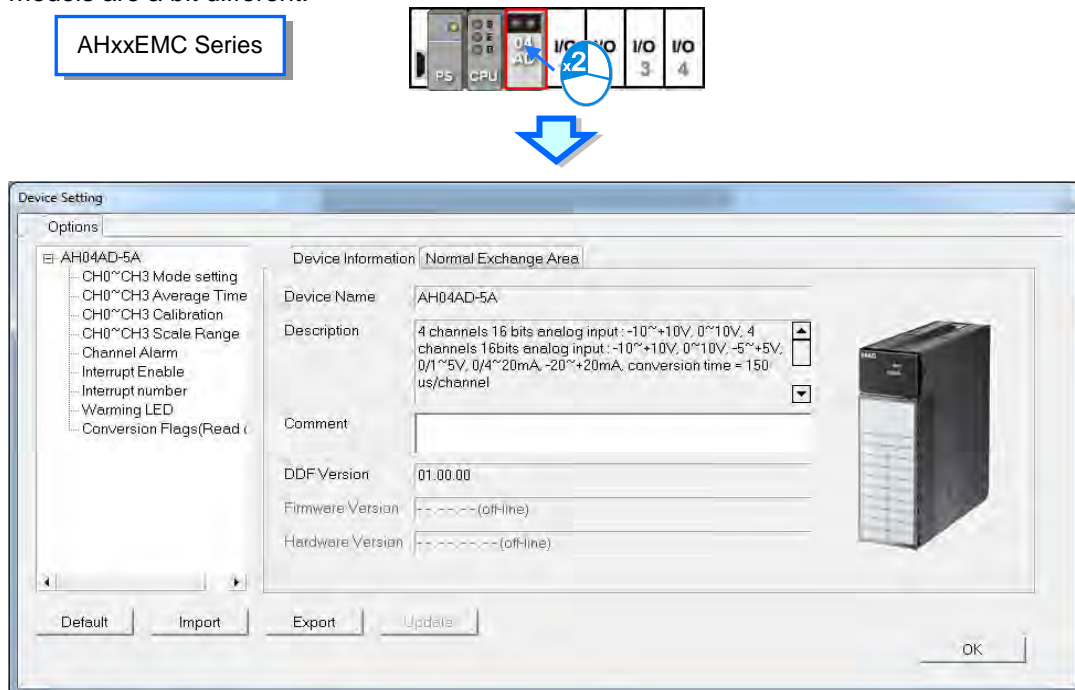 models are a bit different.
AHxxEMC Series
PS CPU 04 AD I/O I/O I/O 3 I/O 4
x2
Device Setting
Options
AH04AD-5A
CH0~CH3 Mode setting
CH0~CH3 Average Time
CH0~CH3 Calibration
CH0~CH3 Scale Range
Channel Alarm
Interrupt Enable
Interrupt number
Warming LED
Conversion Flags(Read
Device Information Normal Exchange Area
Device Name AH04AD-5A
Description 4 channels 16 bits analog input : -10~+10V, 0~10V, 4
channels 16bits analog input : -10~+10V, 0~10V, -5~+5V,
0/1~5V, 0/4~20mA, -20~+20mA, conversion time = 150
us/channel
Comment
DDF Version 01.00.00
Firmware Version --.--.--(off-line)
Hardware Version --.--.--.--(off-line)
Default Import Export Update
OK